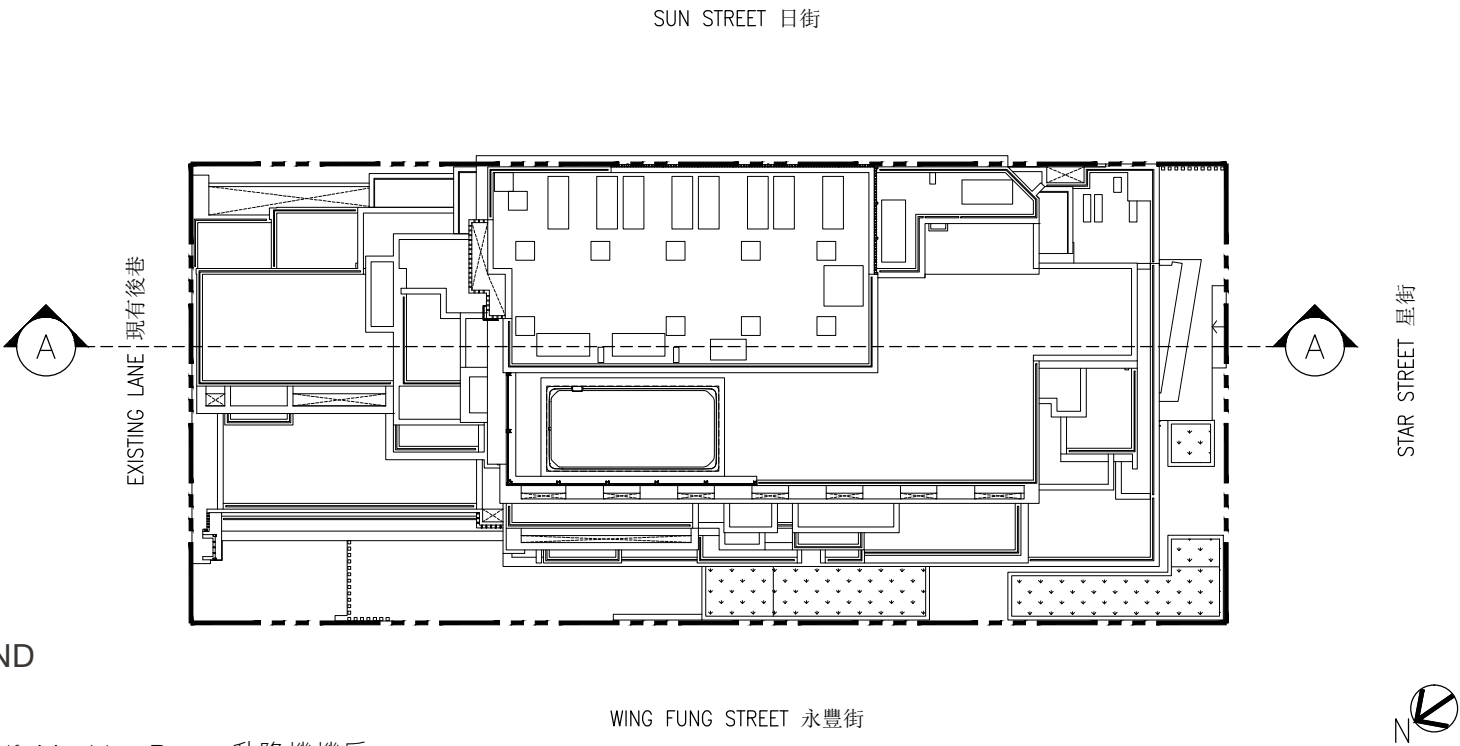 SUN STREET 日街
EXISTING LANE 現有後巷
A
A
STAR STREET 星街
ND
WING FUNG STREET 永豐街
N